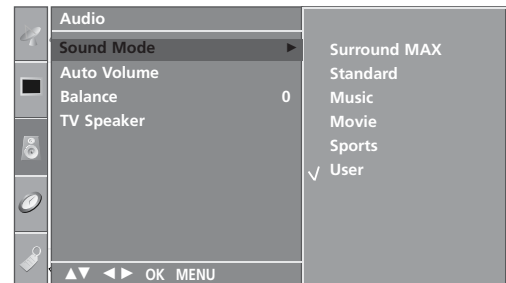 Audio
Sound Mode ►
Auto Volume
Balance 0
TV Speaker
▲▼ ◄► OK MENU
Surround MAX
Standard
Music
Movie
Sports
√ User